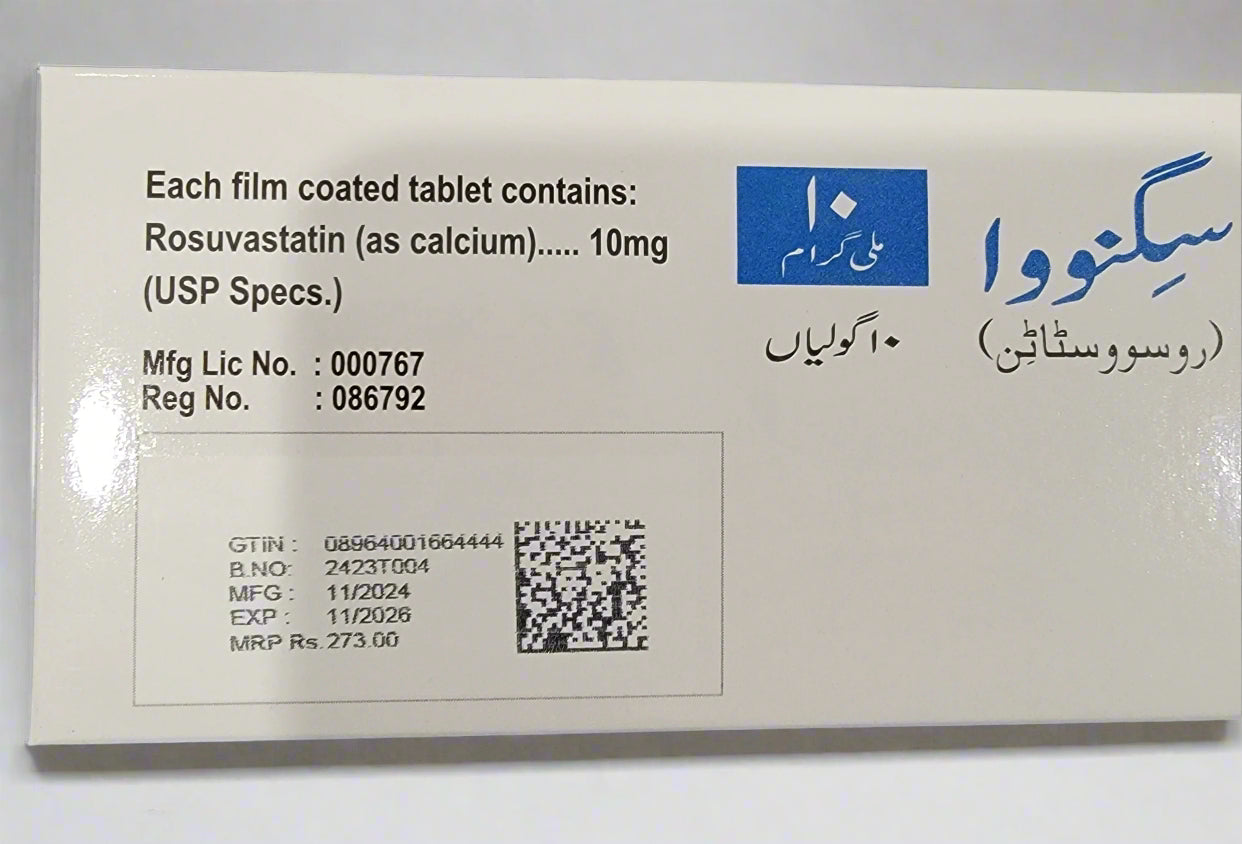 Each film coated tablet contains:
Rosuvastatin (as calcium)..... 10mg
(USP Specs.)
Mfg Lic No. : 000767
Reg No. : 086792
GTIN : 08964001664444
B.NO: 2423T004
MFG : 11/2024
EXP : 11/2026
MRP Rs.273.00
سِگنووا
(روسووسٹاٹِن)
۱۰
ملی گرام
۱۰ گولیاں